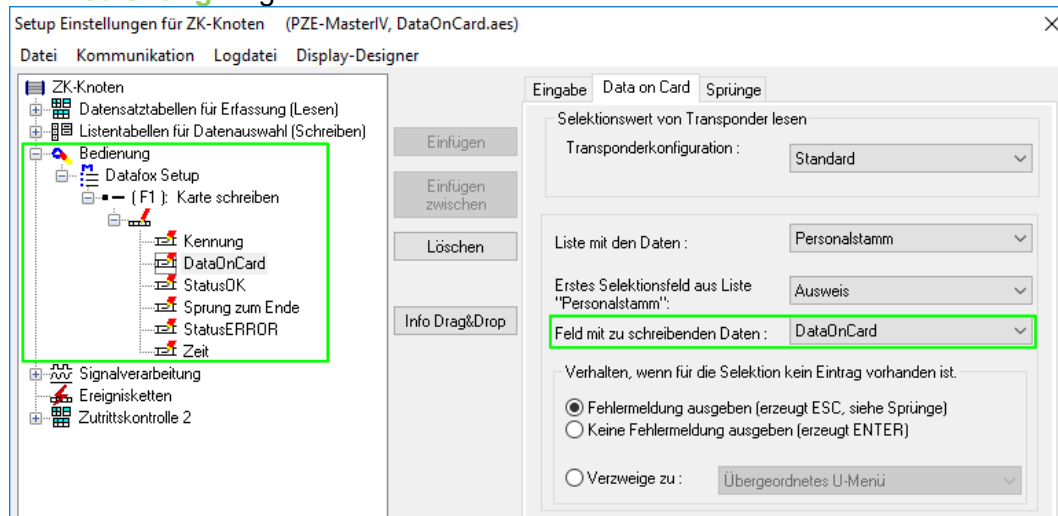 Setup Einstellungen für ZK-Knoten (PZE-MasterIV, DataOnCard.aes)
Datei Kommunikation Logdatei Display-Designer
ZK-Knoten
Datensatztabellen für Erfassung (Lesen)
Listentabellen für Datenauswahl (Schreiben)
Bedienung
Datafox Setup
( F1 ): Karte schreiben
Kennung
DataOnCard
StatusOK
Sprung zum Ende
StatusERROR
Zeit
Signalverarbeitung
Ereignisketten
Zutrittskontrolle 2
Einfügen
Einfügen
zwischen
Löschen
Info Drag&Drop
Eingabe Data on Card Sprünge
Selektionswert von Transponder lesen
Transponderkonfiguration : Standard
Liste mit den Daten : Personalstamm
Erstes Selektionsfeld aus Liste
"Personalstamm": Ausweis
Feld mit zu schreibenden Daten : DataOnCard
Verhalten, wenn für die Selektion kein Eintrag vorhanden ist.
Fehlermeldung ausgeben (erzeugt ESC, siehe Sprünge)
Keine Fehlermeldung ausgeben (erzeugt ENTER)
Verzweige zu : Übergeordnetes U-Menü